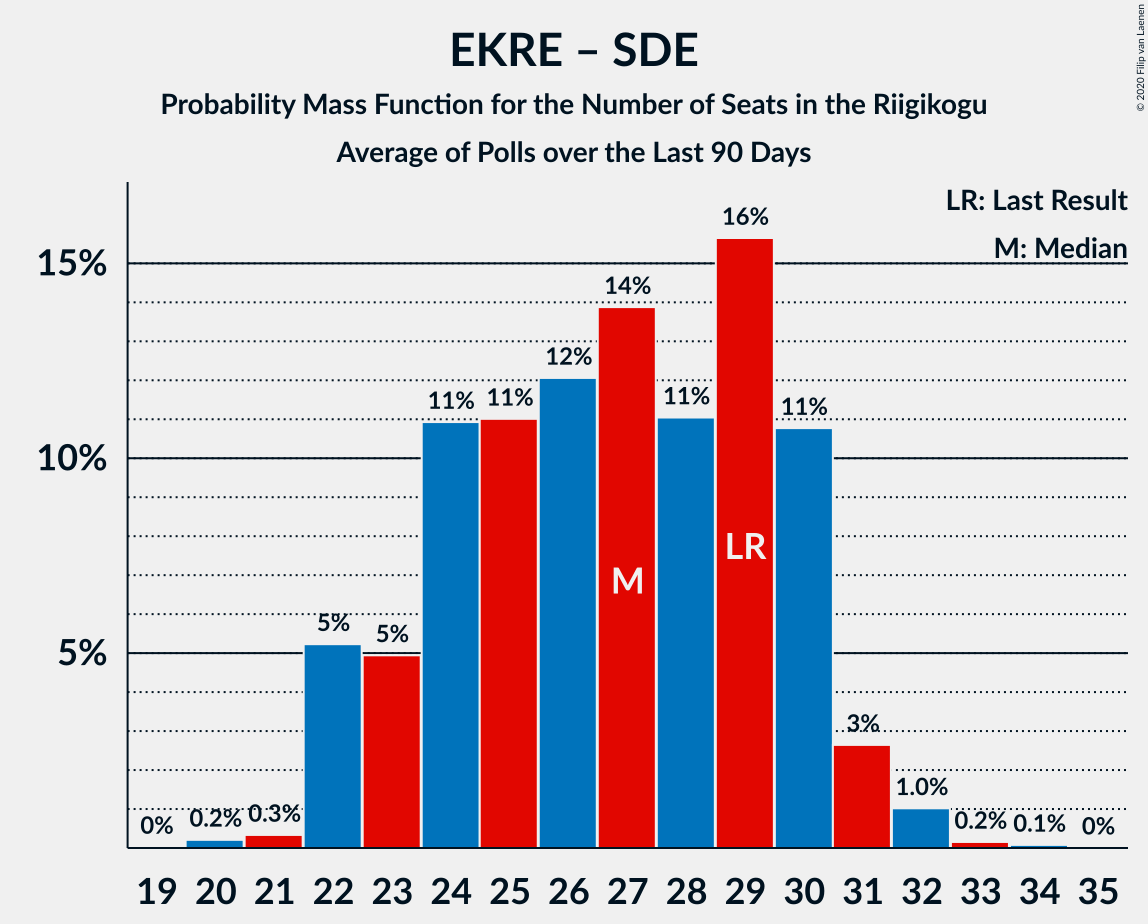 EKRE – SDE
Probability Mass Function for the Number of Seats in the Riigikogu
Average of Polls over the Last 90 Days
© 2020 Filip van Laenen
LR: Last Result
M: Median
15%
10%
5%
0%
0.2%
0.3%
5%
5%
11%
11%
12%
14%
11%
16%
11%
3%
1.0%
0.2%
0.1%
0%
M
LR
19 20 21 22 23 24 25 26 27 28 29 30 31 32 33 34 35